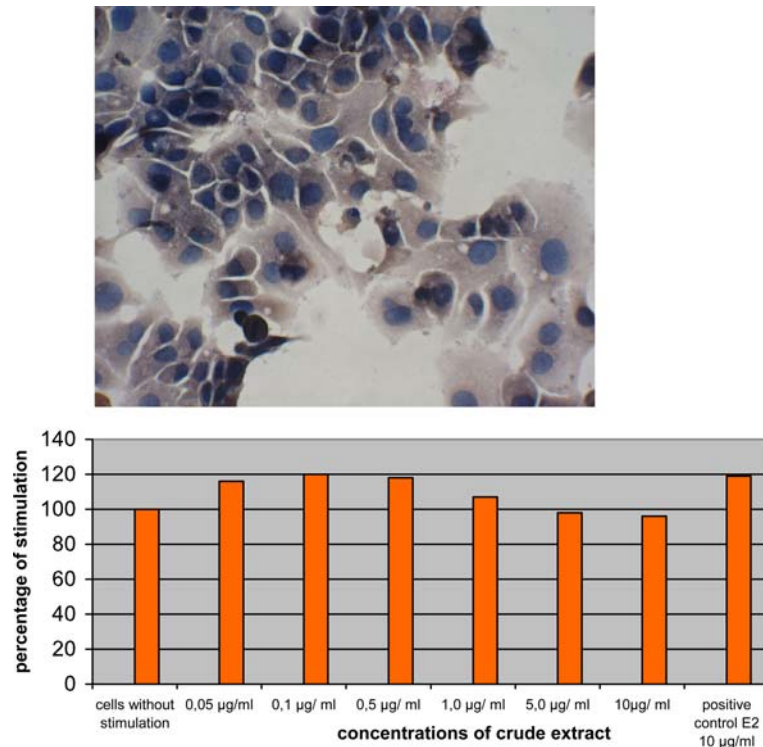 140
120
100
80
60
40
20
0
percentage of stimulation
cells without
stimulation
0,05 µg/ml
0,1 µg/ ml
0,5 µg/ ml
1,0 µg/ ml
5,0 µg/ml
10µg/ ml
positive
control E2
10 µg/ml
concentrations of crude extract